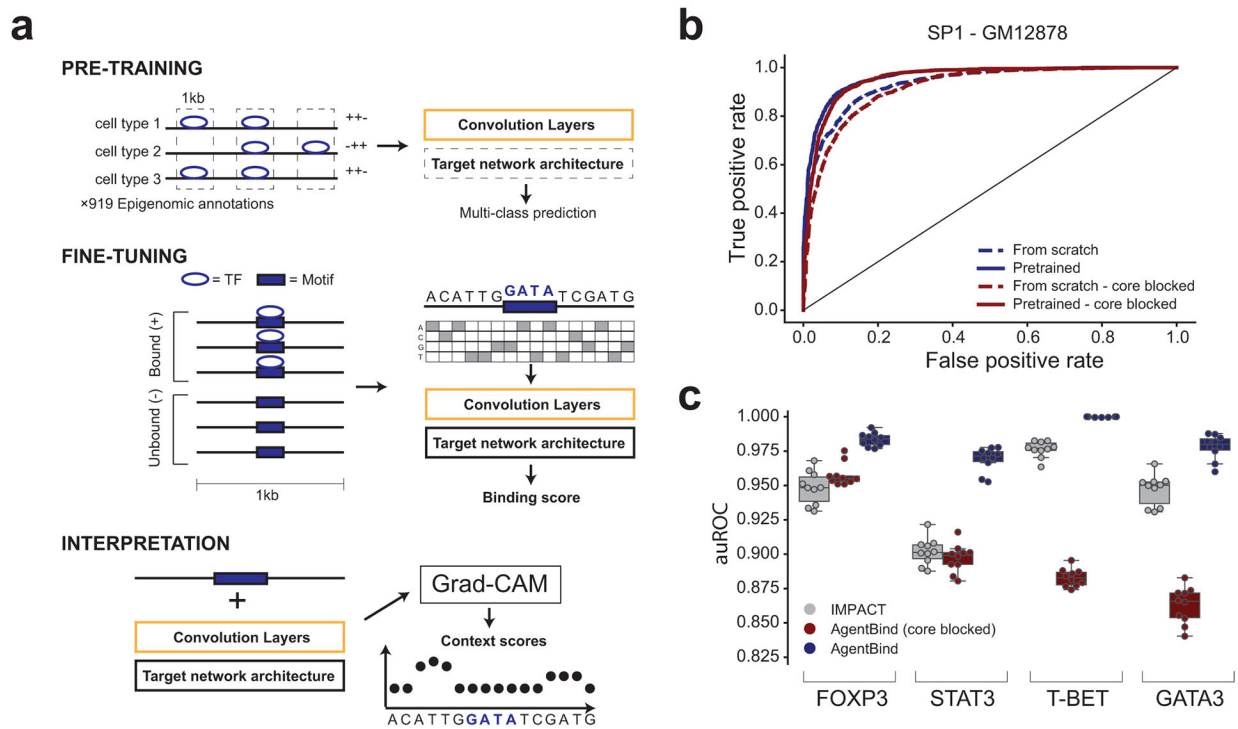 a
PRE-TRAINING
1kb
cell type 1
++-
cell type 2
-++
cell type 3
++-
×919 Epigenomic annotations
Convolution Layers
Target network architecture
Multi-class prediction
FINE-TUNING
= TF
= Motif
Bound (+)
Unbound (-)
1kb
ACATTGGATATCGATG
A
C
G
T
Convolution Layers
Target network architecture
Binding score
INTERPRETATION
+
Convolution Layers
Target network architecture
Grad-CAM
Context scores
ACATTGGATATCGATG
b
SP1 - GM12878
True positive rate
1.0
0.8
0.6
0.4
0.2
0.0
0.0
0.2
0.4
0.6
0.8
1.0
False positive rate
From scratch
Pretrained
From scratch - core blocked
Pretrained - core blocked
c
auROC
1.000
0.975
0.950
0.925
0.900
0.875
0.850
0.825
IMPACT
AgentBind (core blocked)
AgentBind
FOXP3
STAT3
T-BET
GATA3